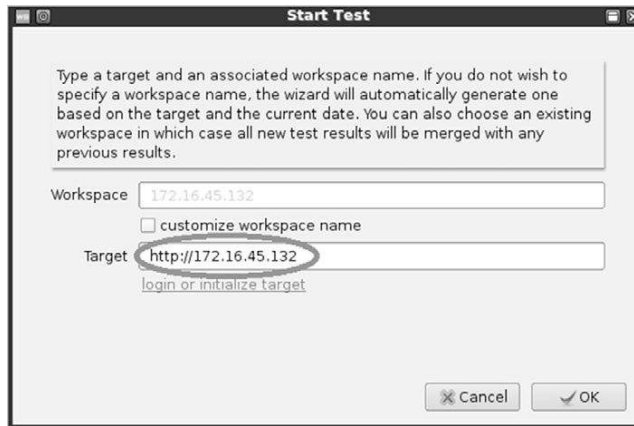 Start Test
Type a target and an associated workspace name. If you do not wish to
specify a workspace name, the wizard will automatically generate one
based on the target and the current date. You can also choose an existing
workspace in which case all new test results will be merged with any
previous results.
Workspace 172.16.45.132
customize workspace name
Target http://172.16.45.132
login or initialize target
Cancel OK